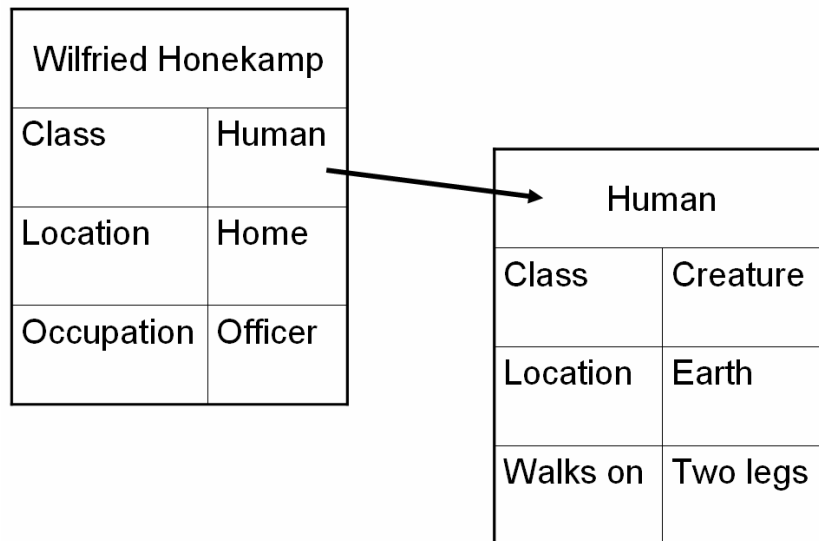 Wilfried Honekamp
Class Human
Location Home
Occupation Officer
Human
Class Creature
Location Earth
Walks on Two legs